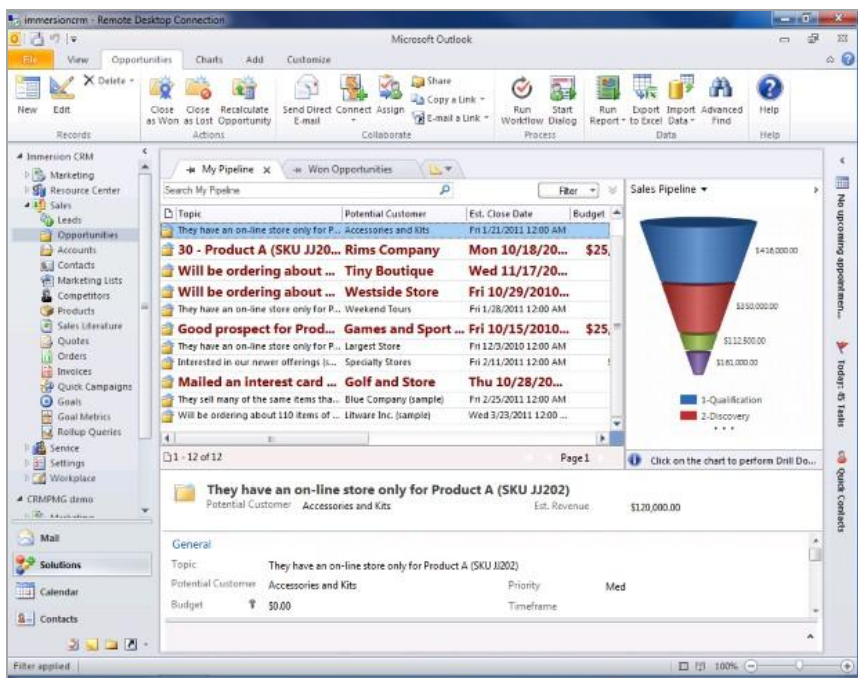 immersioncrm - Remote Desktop Connection
Microsoft Outlook
File View Opportunities Charts Add Customize
New Edit Delete
Close as Won Close as Lost Recalculate Opportunity
Send Direct E-mail Connect Assign Share Copy a Link E-mail a Link
Run Workflow Start Dialog
Run Report Export to Excel Import Data Advanced Find
Help
Records Actions Collaborate Process Data Help
Immersion CRM
Marketing
Resource Center
Sales
Leads
Opportunities
Accounts
Contacts
Marketing Lists
Competitors
Products
Sales Literature
Quotes
Orders
Invoices
Quick Campaigns
Goals
Goal Metrics
Rollup Queries
Service
Settings
Workplace
CRMPMG demo
Marketing
Mail
Solutions
Calendar
Contacts
My Pipeline x Won Opportunities
Search My Pipeline Filter
Topic Potential Customer Est. Close Date Budget
They have an on-line store only for P... Accessories and Kits Fri 1/21/2011 12:00 AM
30 - Product A (SKU JJ20... Rims Company Mon 10/18/20... $25,
Will be ordering about ... Tiny Boutique Wed 11/17/20...
Will be ordering about ... Westside Store Fri 10/29/2010...
They have an on-line store only for P... Weekend Tours Fri 1/28/2011 12:00 AM
Good prospect for Prod... Games and Sport ... Fri 10/15/2010... $25,
They have an on-line store only for P... Largest Store Fri 12/3/2010 12:00 AM
Interested in our newer offerings (s... Specialty Stores Fri 2/11/2011 12:00 AM
Mailed an interest card ... Golf and Store Thu 10/28/20...
They sell many of the same items tha... Blue Company (sample) Fri 2/25/2011 12:00 AM
Will be ordering about 110 items of ... Litware Inc. (sample) Wed 3/23/2011 12:00 ...
1 - 12 of 12 Page 1
Sales Pipeline
$416,000.00
$350,000.00
$112,500.00
$161,000.00
1-Qualification
2-Discovery
• • •
Click on the chart to perform Drill Do...
They have an on-line store only for Product A (SKU JJ202)
Potential Customer Accessories and Kits Est. Revenue $120,000.00
General
Topic They have an on-line store only for Product A (SKU JJ202)
Potential Customer Accessories and Kits Priority Med
Budget $0.00 Timeframe
No upcoming appointmen...
Today: 45 Tasks
Quick Contacts
Filter applied 100%